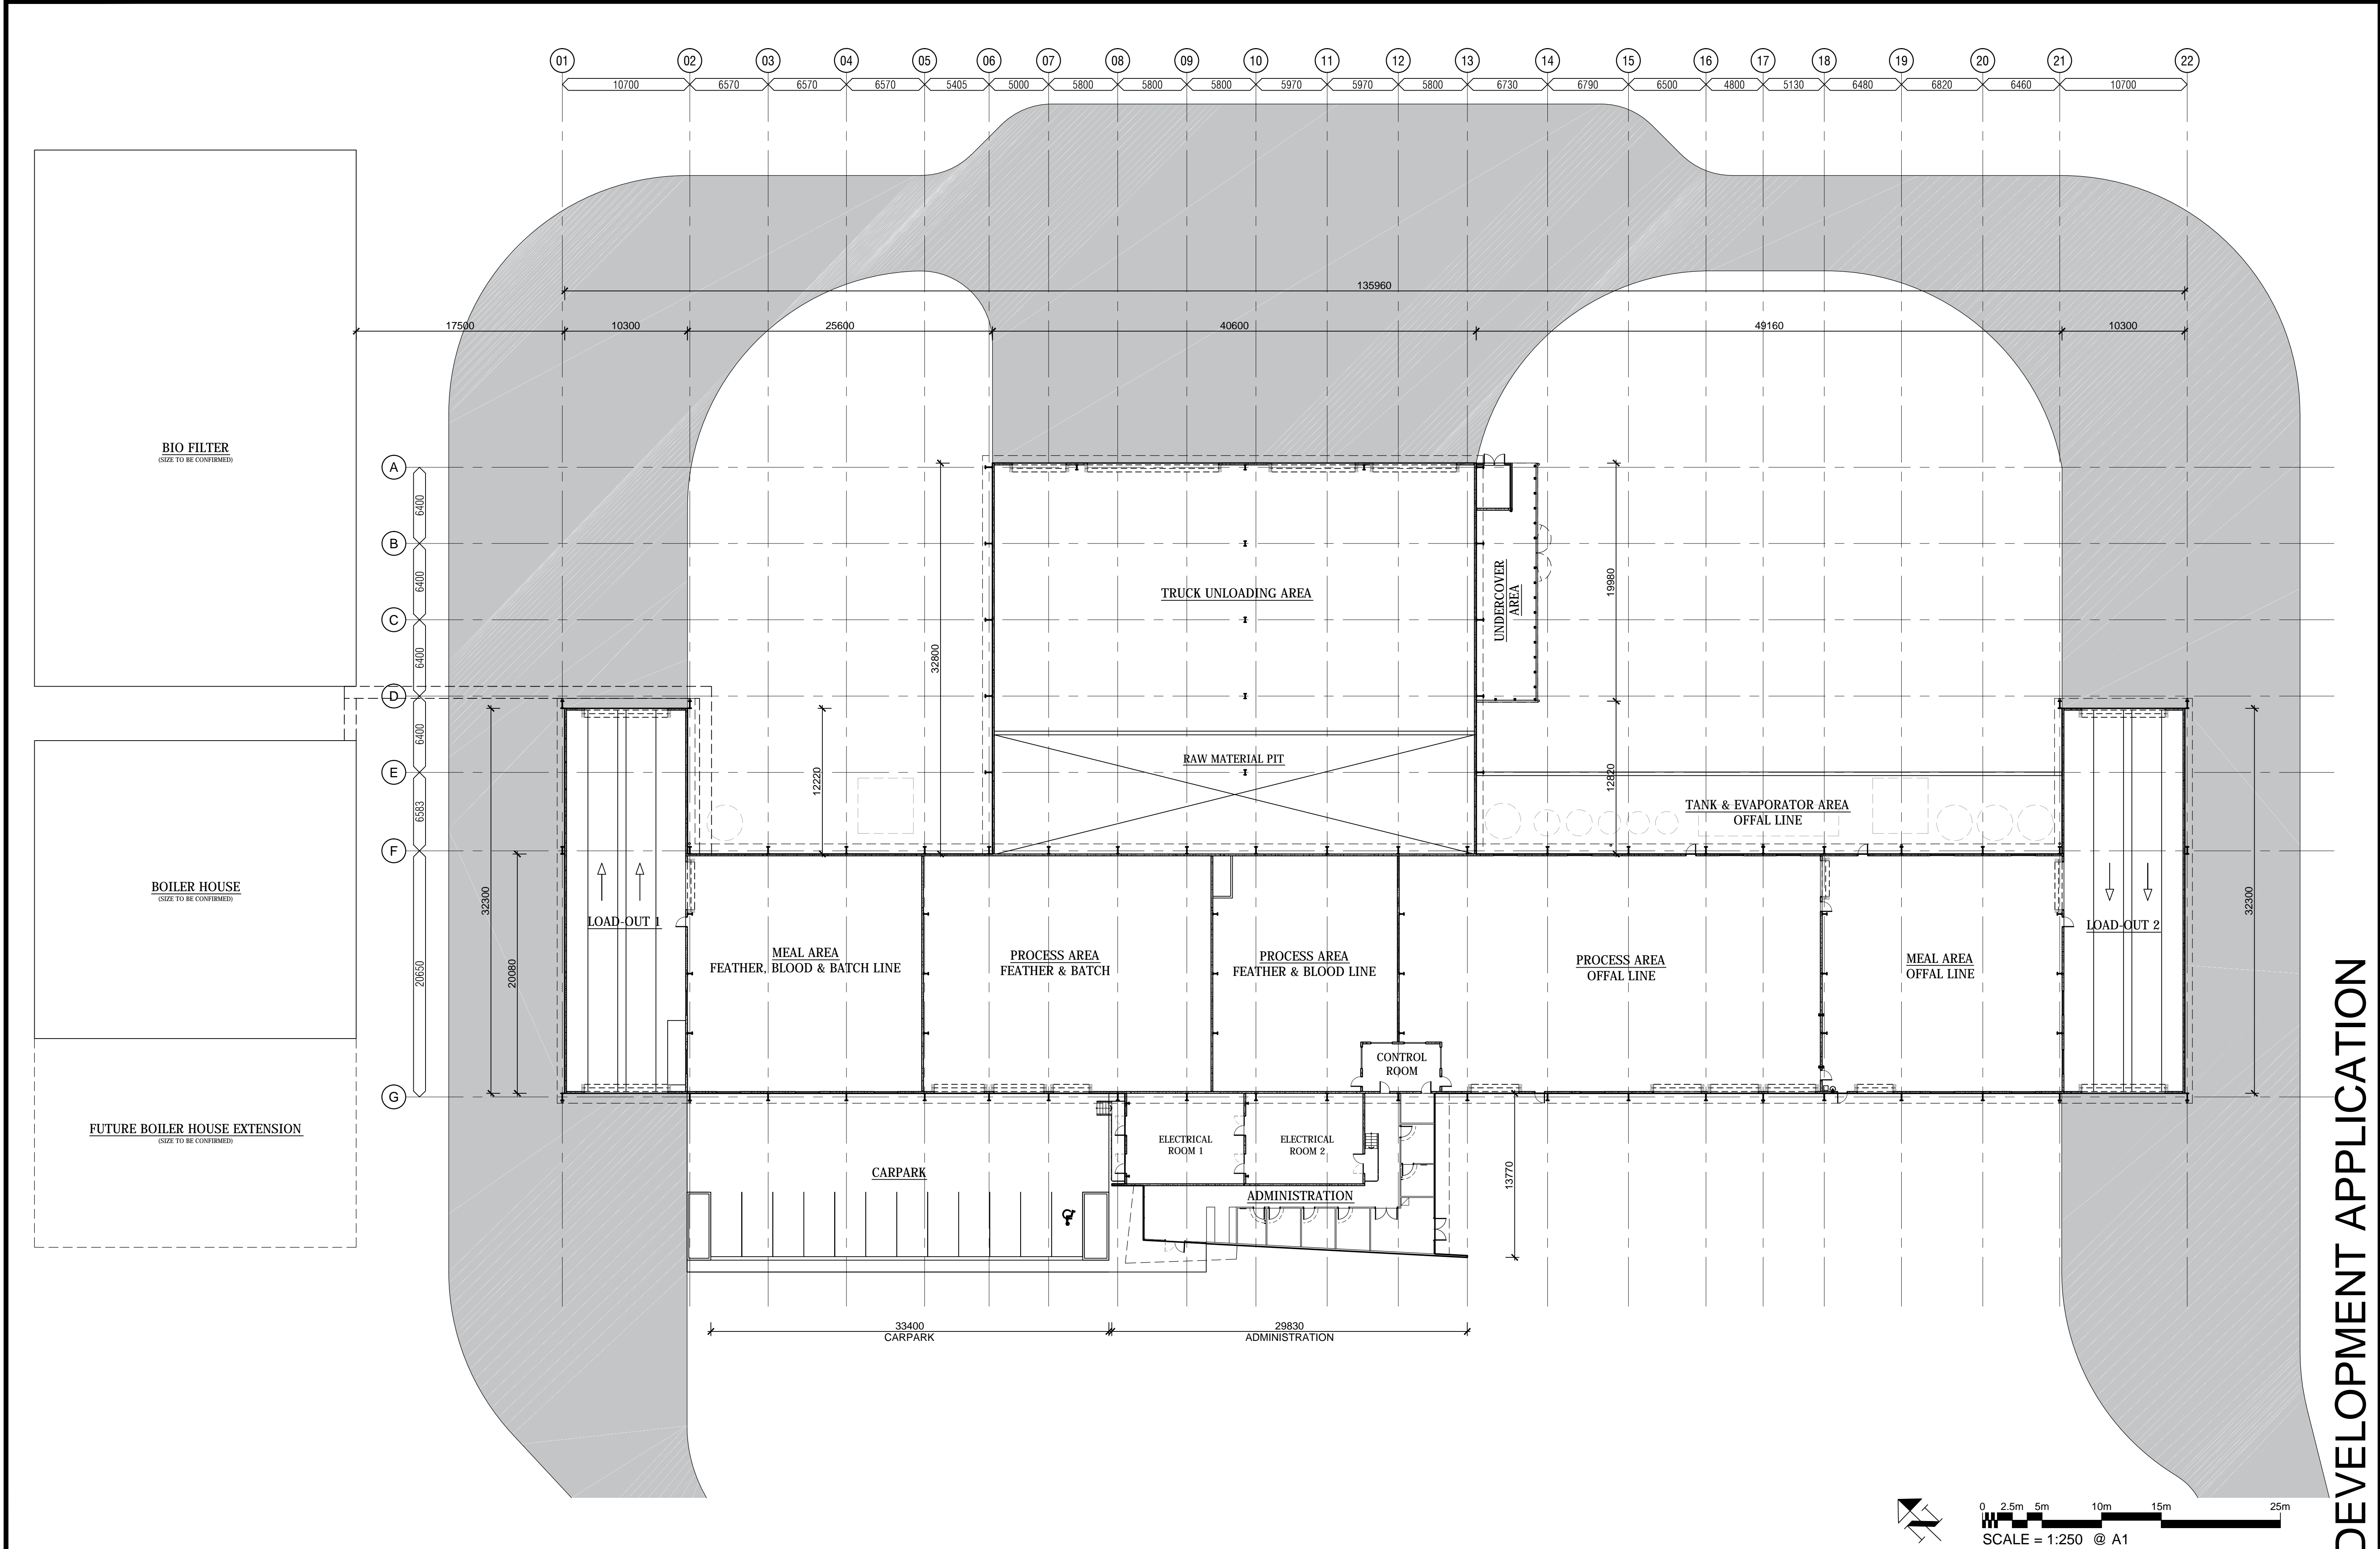 01 02 03 04 05 06 07 08 09 10 11 12 13 14 15 16 17 18 19 20 21 22
10700 6570 6570 6570 5405 5000 5800 5800 5800 5970 5970 5800 6730 6790 6500 4800 5130 6480 6820 6460 10700
135960
17500 10300 25600 40600 49160 10300
BIO FILTER
(SIZE TO BE CONFIRMED)
A
6400
B
6400
C
6400
D
6400
E
6583
F
20650
G
32800
TRUCK UNLOADING AREA
UNDERCOVER
AREA
19980
12220
RAW MATERIAL PIT
12820
TANK & EVAPORATOR AREA
OFFAL LINE
BOILER HOUSE
(SIZE TO BE CONFIRMED)
32300
20080
LOAD-OUT 1
MEAL AREA
FEATHER, BLOOD & BATCH LINE
PROCESS AREA
FEATHER & BATCH
PROCESS AREA
FEATHER & BLOOD LINE
PROCESS AREA
OFFAL LINE
MEAL AREA
OFFAL LINE
LOAD-OUT 2
32300
CONTROL
ROOM
FUTURE BOILER HOUSE EXTENSION
(SIZE TO BE CONFIRMED)
CARPARK
ELECTRICAL
ROOM 1
ELECTRICAL
ROOM 2
ADMINISTRATION
13770
33400
CARPARK
29830
ADMINISTRATION
DEVELOPMENT APPLICATION
0 2.5m 5m 10m 15m 25m
SCALE = 1:250 @ A1